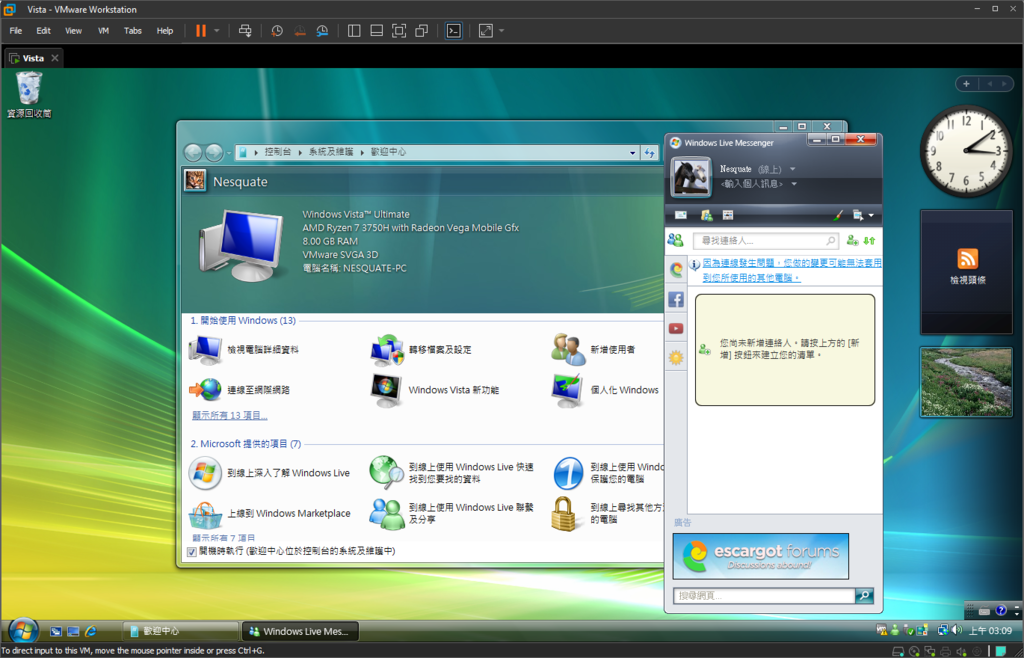 Vista - VMware Workstation
File Edit View VM Tabs Help
Vista
資源回收筒
控制台 系統及維護 歡迎中心
Nesquate
Windows Vista™ Ultimate
AMD Ryzen 7 3750H with Radeon Vega Mobile Gfx
8.00 GB RAM
VMware SVGA 3D
電腦名稱: NESQUATE-PC
1. 開始使用 Windows (13)
檢視電腦詳細資料
轉移檔案及設定
新增使用者
連線至網際網路
Windows Vista 新功能
個人化 Windows
顯示所有 13 項目...
2. Microsoft 提供的項目 (7)
到線上深入了解 Windows Live
到線上使用 Windows Live 快速
找到您要找的資料
到線上使用 Windo
保護您的電腦
上線到 Windows Marketplace
到線上使用 Windows Live 聯繫
及分享
到線上尋找其他方
的電腦
顯示所有 7 項目
開機時執行 (歡迎中心位於控制台的系統及維護中)
Windows Live Messenger
Nesquate (線上)
<輸入個人訊息>
尋找連絡人...
因為連線發生問題，您做的變更可能無法套用
到您所使用的其他電腦。
您尚未新增連絡人。請按上方的 [新
增] 按鈕來建立您的清單。
廣告
escargot forums
Discussions abound!
搜尋網頁...
12 1 2 3 4 5 6 7 8 9 10 11
檢視頭條
歡迎中心
Windows Live Mes...
上午 03:09
To direct input to this VM, move the mouse pointer inside or press Ctrl+G.